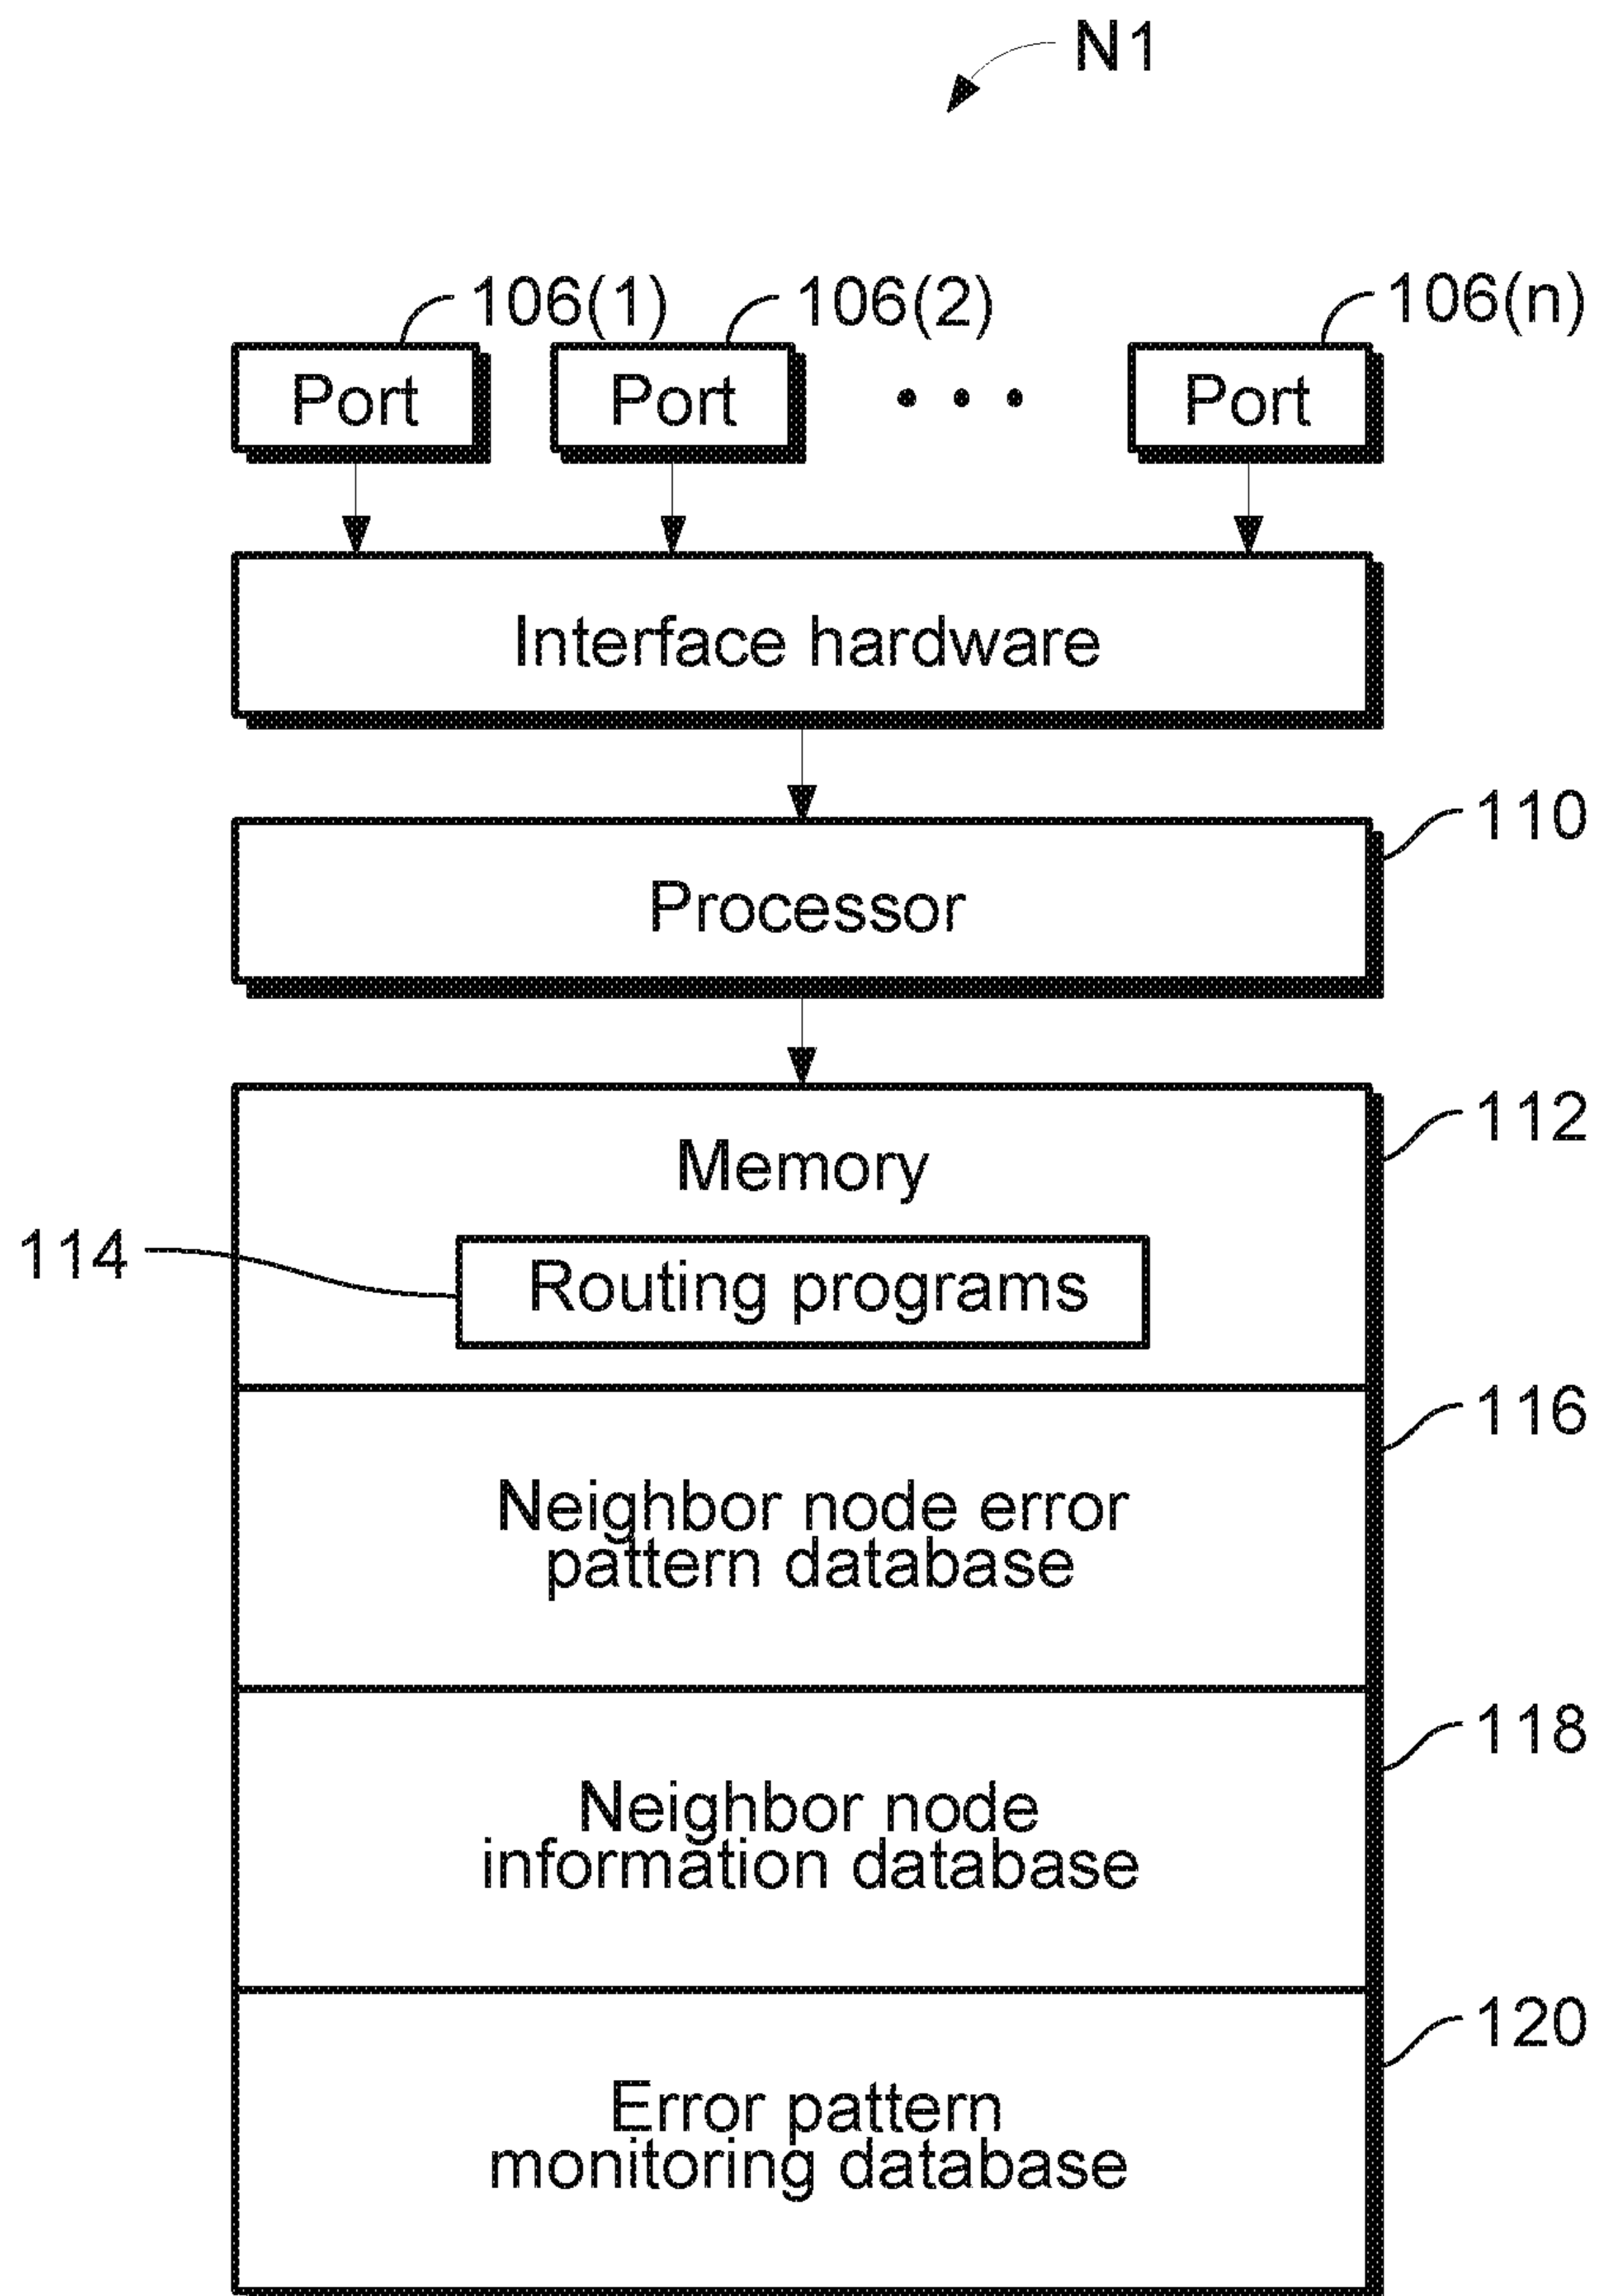 N1
106(1) 106(2) 106(n)
Port Port • • • Port
Interface hardware
110
Processor
112
Memory
114
Routing programs
116
Neighbor node error
pattern database
118
Neighbor node
information database
120
Error pattern
monitoring database